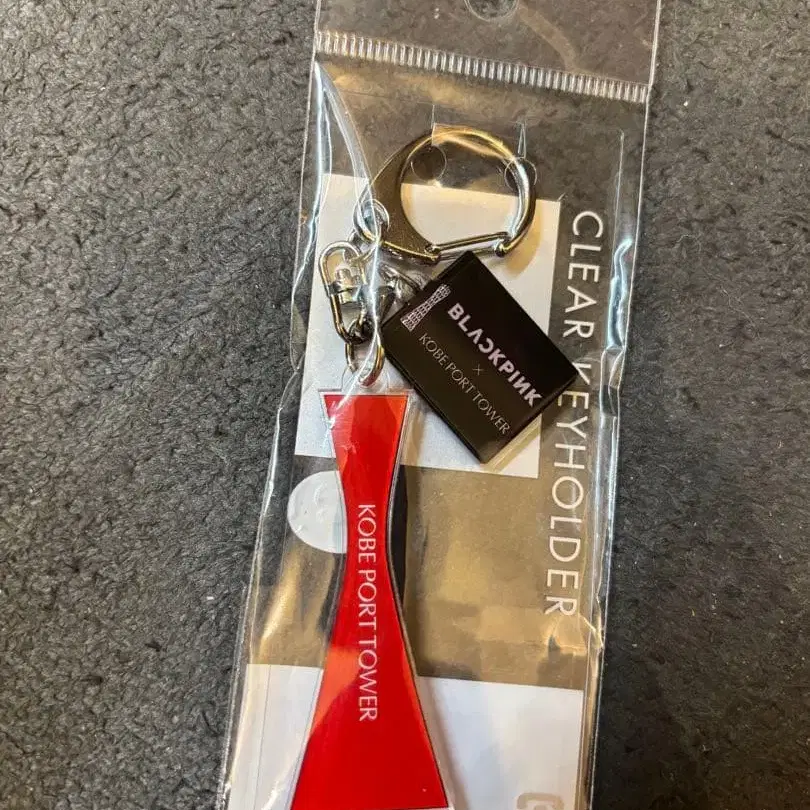 CLEAR KEYHOLDER
BLACKPINK
×
KOBE PORT TOWER
KOBE PORT TOWER